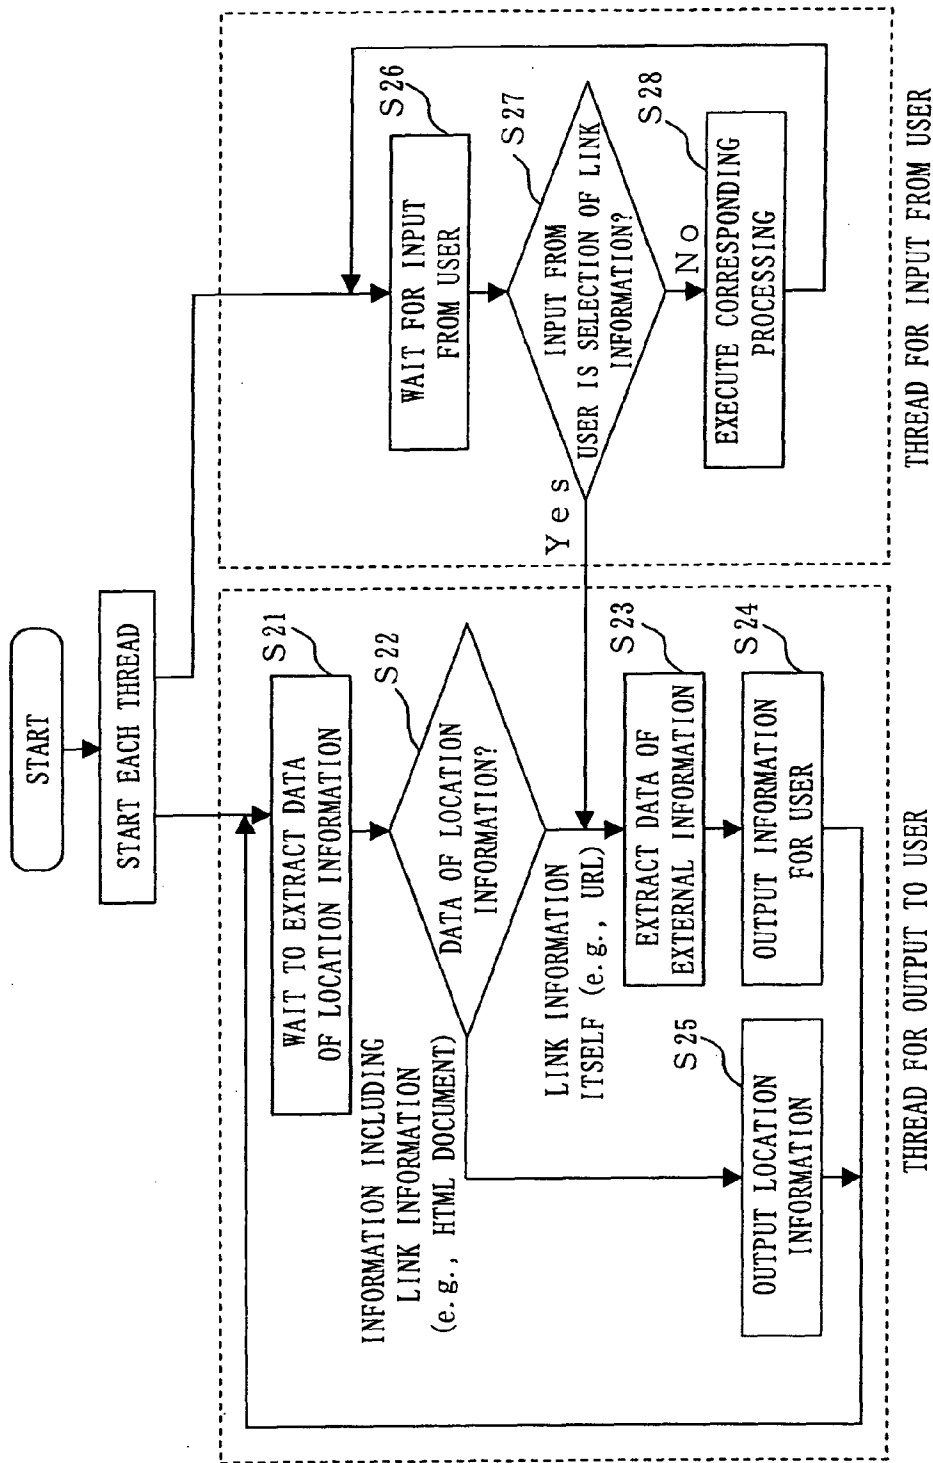 START
START EACH THREAD
WAIT TO EXTRACT DATA
OF LOCATION INFORMATION
S21
DATA OF LOCATION
INFORMATION?
S22
INFORMATION INCLUDING
LINK INFORMATION
(e.g., HTML DOCUMENT)
LINK INFORMATION
ITSELF (e.g., URL)
EXTRACT DATA OF
EXTERNAL INFORMATION
S23
OUTPUT INFORMATION
FOR USER
S24
OUTPUT LOCATION
INFORMATION
S25
THREAD FOR OUTPUT TO USER
WAIT FOR INPUT
FROM USER
S26
INPUT FROM
USER IS SELECTION OF LINK
INFORMATION?
S27
Yes
No
EXECUTE CORRESPONDING
PROCESSING
S28
THREAD FOR INPUT FROM USER